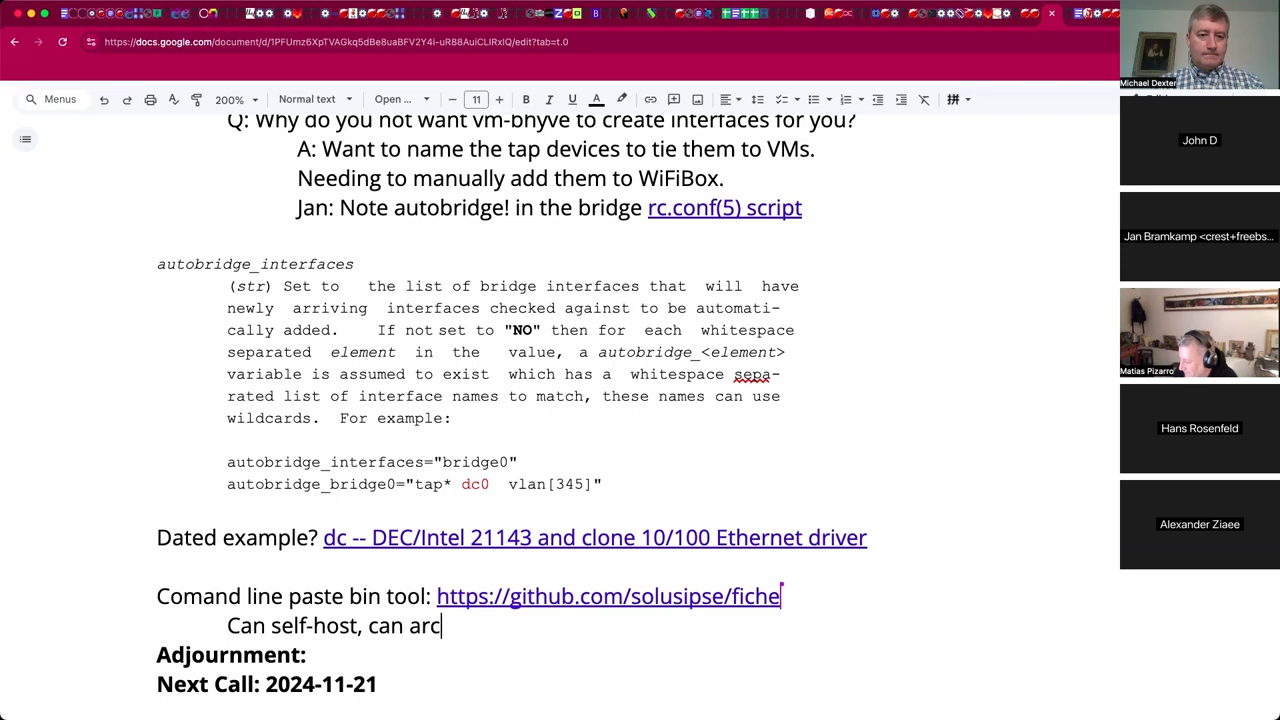 https://docs.google.com/document/d/1PFUmz6XpTVAGkq5dBe8uaBFV2Y4i-uR88AuiCLIRxIQ/edit?tab=t.0
Menus
200%
Normal text
Open ...
11
Q: Why do you not want vm-bhyve to create interfaces for you?
A: Want to name the tap devices to tie them to VMs.
Needing to manually add them to WiFiBox.
Jan: Note autobridge! in the bridge rc.conf(5) script
autobridge_interfaces
(str) Set to the list of bridge interfaces that will have
newly arriving interfaces checked against to be automati-
cally added. If not set to "NO" then for each whitespace
separated element in the value, a autobridge_<element>
variable is assumed to exist which has a whitespace sepa-
rated list of interface names to match, these names can use
wildcards. For example:
autobridge_interfaces="bridge0"
autobridge_bridge0="tap* dc0 vlan[345]"
Dated example? dc -- DEC/Intel 21143 and clone 10/100 Ethernet driver
Comand line paste bin tool: https://github.com/solusipse/fiche
Can self-host, can arc
Adjournment:
Next Call: 2024-11-21
Michael Dexter
John D
Jan Bramkamp <crest+freebs...
Matias Pizarro
Hans Rosenfeld
Alexander Ziaee